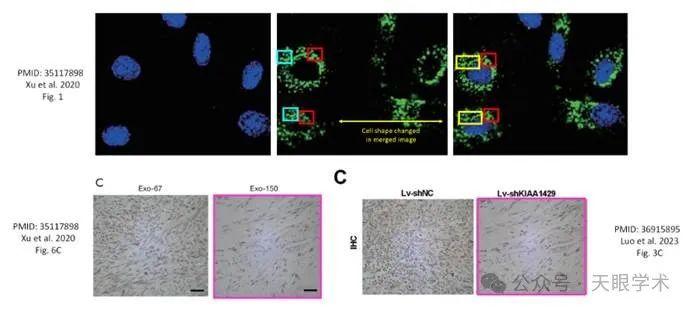 PMID: 35117898
Xu et al. 2020
Fig. 1
Cell shape changed
in merged image
C
Exo-67
Exo-150
PMID: 35117898
Xu et al. 2020
Fig. 6C
C
Lv-shNC
Lv-shKIAA1429
IHC
PMID: 36915895
Luo et al. 2023
Fig. 3C
公众号 · 天眼学术